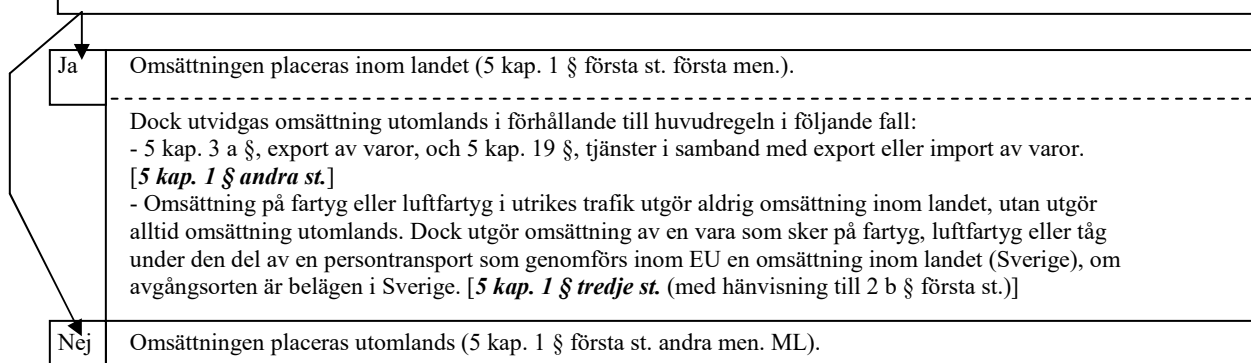 Ja
Omsättningen placeras inom landet (5 kap. 1 § första st. första men.).
Dock utvidgas omsättning utomlands i förhållande till huvudregeln i följande fall:
- 5 kap. 3 a §, export av varor, och 5 kap. 19 §, tjänster i samband med export eller import av varor.
[5 kap. 1 § andra st.]
- Omsättning på fartyg eller luftfartyg i utrikes trafik utgör aldrig omsättning inom landet, utan utgör
alltid omsättning utomlands. Dock utgör omsättning av en vara som sker på fartyg, luftfartyg eller tåg
under den del av en persontransport som genomförs inom EU en omsättning inom landet (Sverige), om
avgångsorten är belägen i Sverige. [5 kap. 1 § tredje st. (med hänvisning till 2 b § första st.)]
Nej
Omsättningen placeras utomlands (5 kap. 1 § första st. andra men. ML).